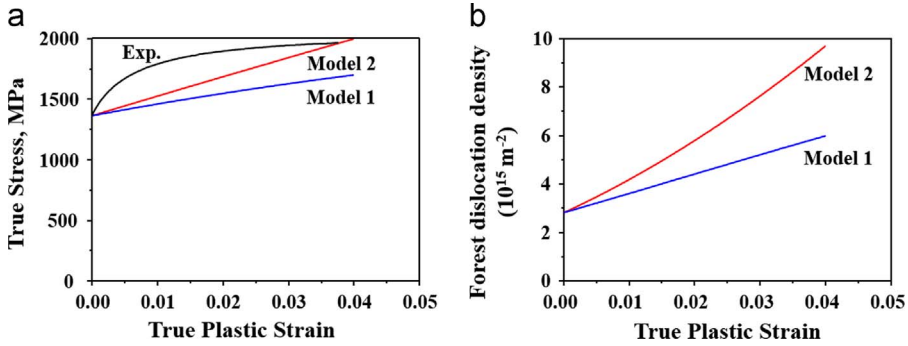 a
2000
1500
1000
500
0
0.00 0.01 0.02 0.03 0.04 0.05
True Stress, MPa
True Plastic Strain
Exp.
Model 2
Model 1
b
10
8
6
4
2
0
0.00 0.01 0.02 0.03 0.04 0.05
Forest dislocation density
(10¹⁵ m⁻²)
True Plastic Strain
Model 2
Model 1